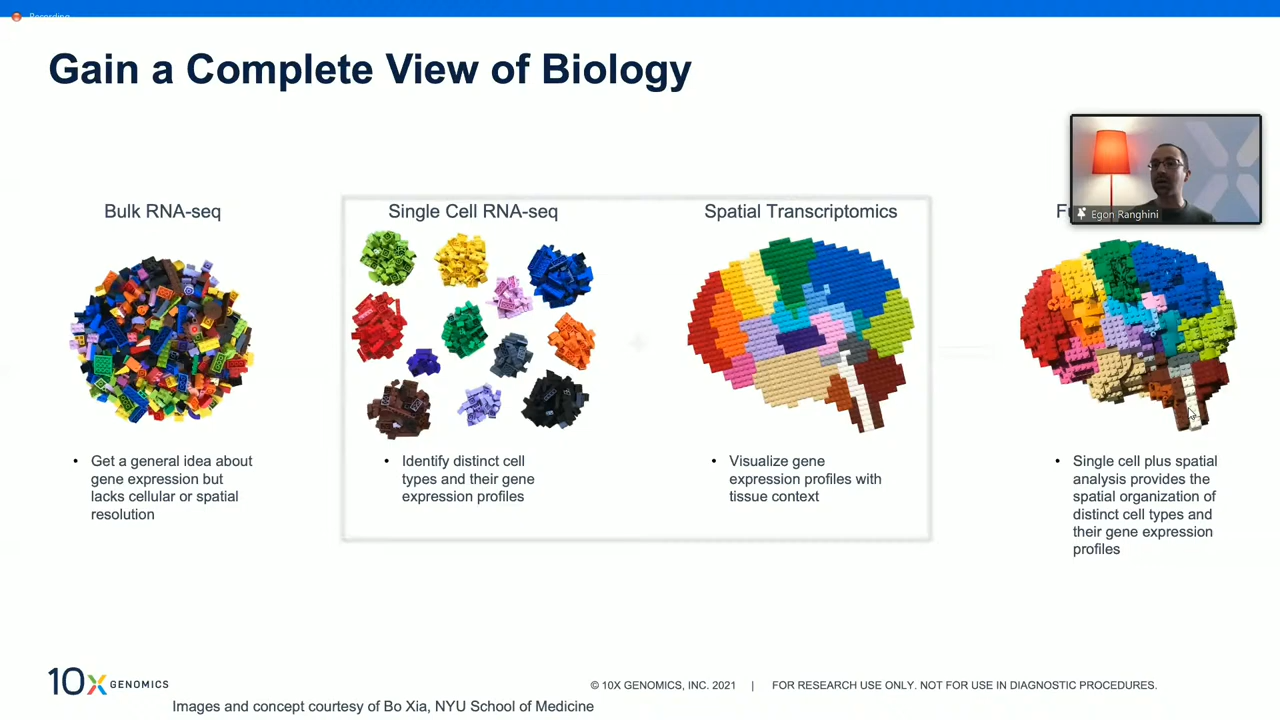 Recording
Gain a Complete View of Biology
Egon Ranghini
Bulk RNA-seq
Single Cell RNA-seq
Spatial Transcriptomics
• Get a general idea about
gene expression but
lacks cellular or spatial
resolution
• Identify distinct cell
types and their gene
expression profiles
• Visualize gene
expression profiles with
tissue context
• Single cell plus spatial
analysis provides the
spatial organization of
distinct cell types and
their gene expression
profiles
10x GENOMICS
© 10X GENOMICS, INC. 2021 | FOR RESEARCH USE ONLY. NOT FOR USE IN DIAGNOSTIC PROCEDURES.
Images and concept courtesy of Bo Xia, NYU School of Medicine